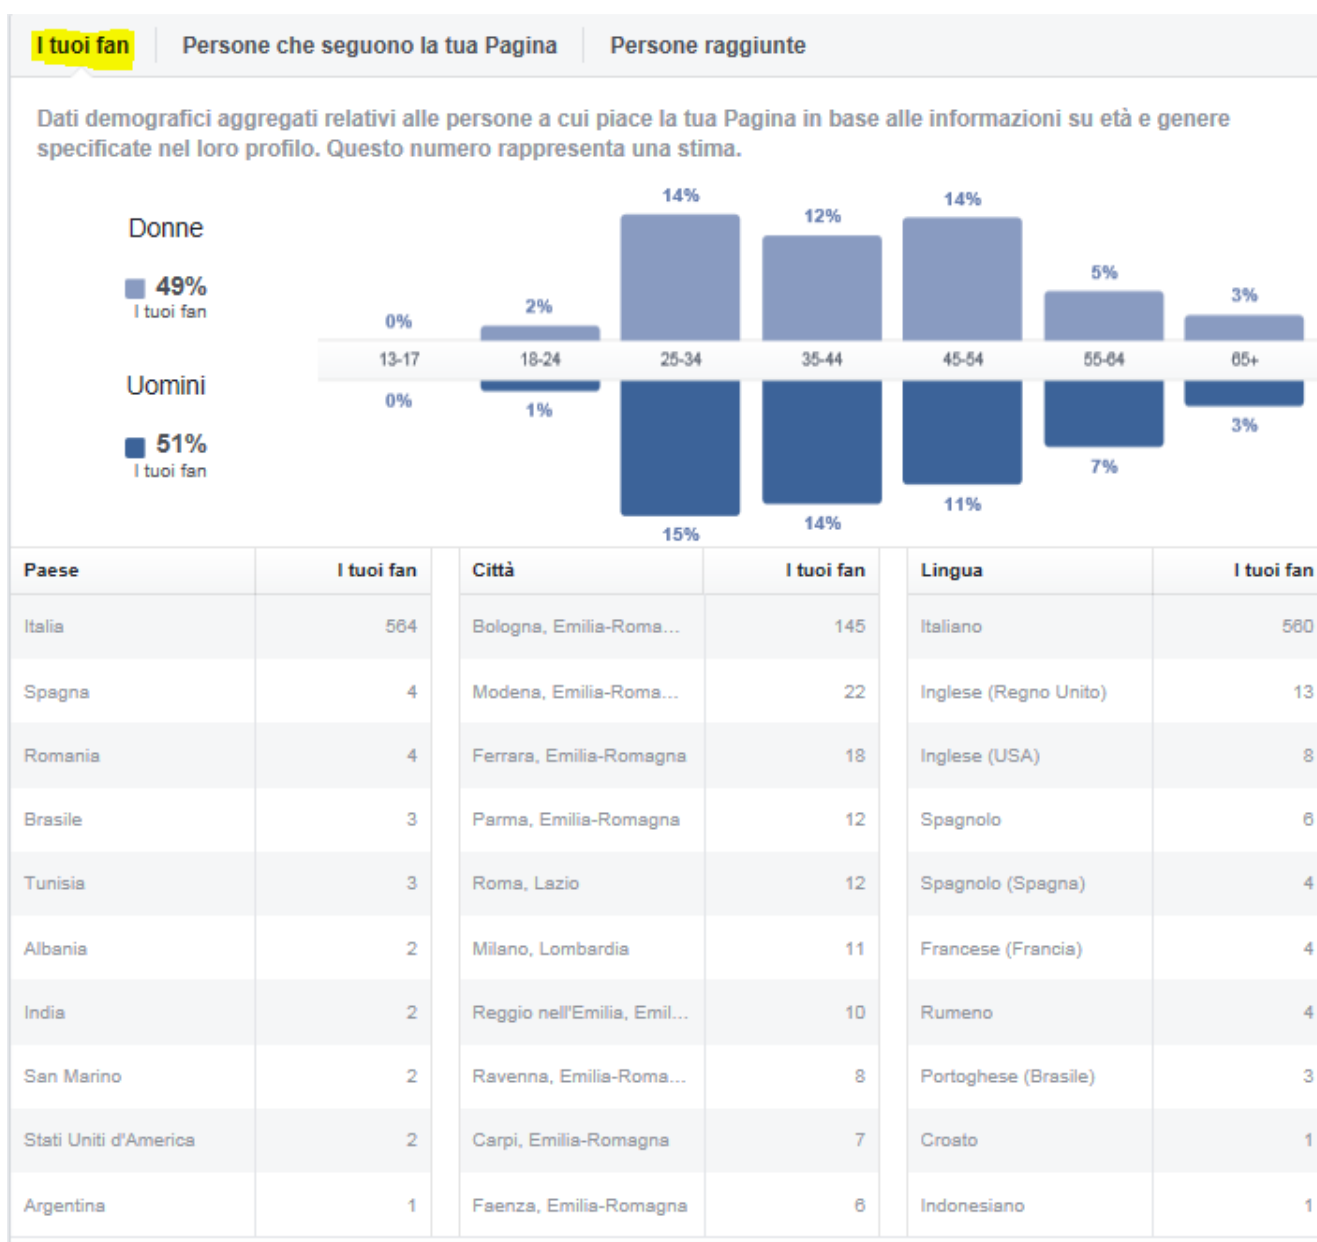 I tuoi fan Persone che seguono la tua Pagina Persone raggiunte
Dati demografici aggregati relativi alle persone a cui piace la tua Pagina in base alle informazioni su età e genere
specificate nel loro profilo. Questo numero rappresenta una stima.
Donne
49%
I tuoi fan
0% 2% 14% 12% 14% 5% 3%
13-17 18-24 25-34 35-44 45-54 55-64 65+
Uomini
51%
I tuoi fan
0% 1% 15% 14% 11% 7% 3%
Paese I tuoi fan Città I tuoi fan Lingua I tuoi fan
Italia 564 Bologna, Emilia-Roma... 145 Italiano 560
Spagna 4 Modena, Emilia-Roma... 22 Inglese (Regno Unito) 13
Romania 4 Ferrara, Emilia-Romagna 18 Inglese (USA) 8
Brasile 3 Parma, Emilia-Romagna 12 Spagnolo 6
Tunisia 3 Roma, Lazio 12 Spagnolo (Spagna) 4
Albania 2 Milano, Lombardia 11 Francese (Francia) 4
India 2 Reggio nell'Emilia, Emil... 10 Rumeno 4
San Marino 2 Ravenna, Emilia-Roma... 8 Portoghese (Brasile) 3
Stati Uniti d'America 2 Carpi, Emilia-Romagna 7 Croato 1
Argentina 1 Faenza, Emilia-Romagna 6 Indonesiano 1